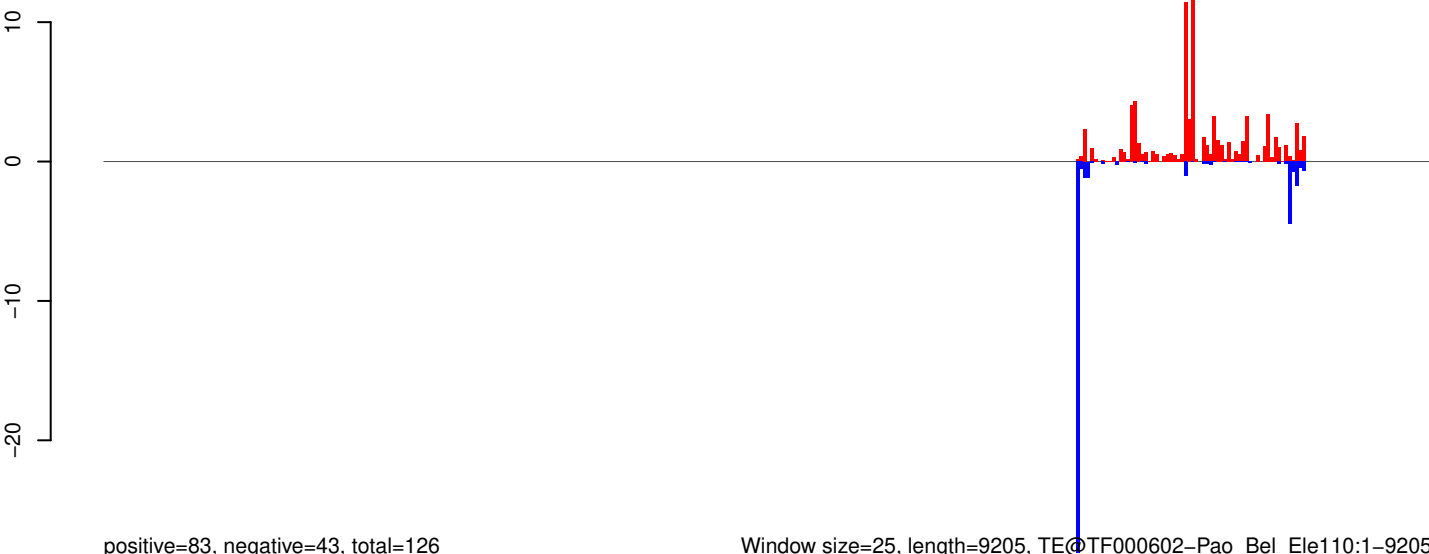 10
0
−10
−20
positive=83, negative=43, total=126
Window size=25, length=9205, TE@TF000602−Pao_Bel_Ele110:1−9205